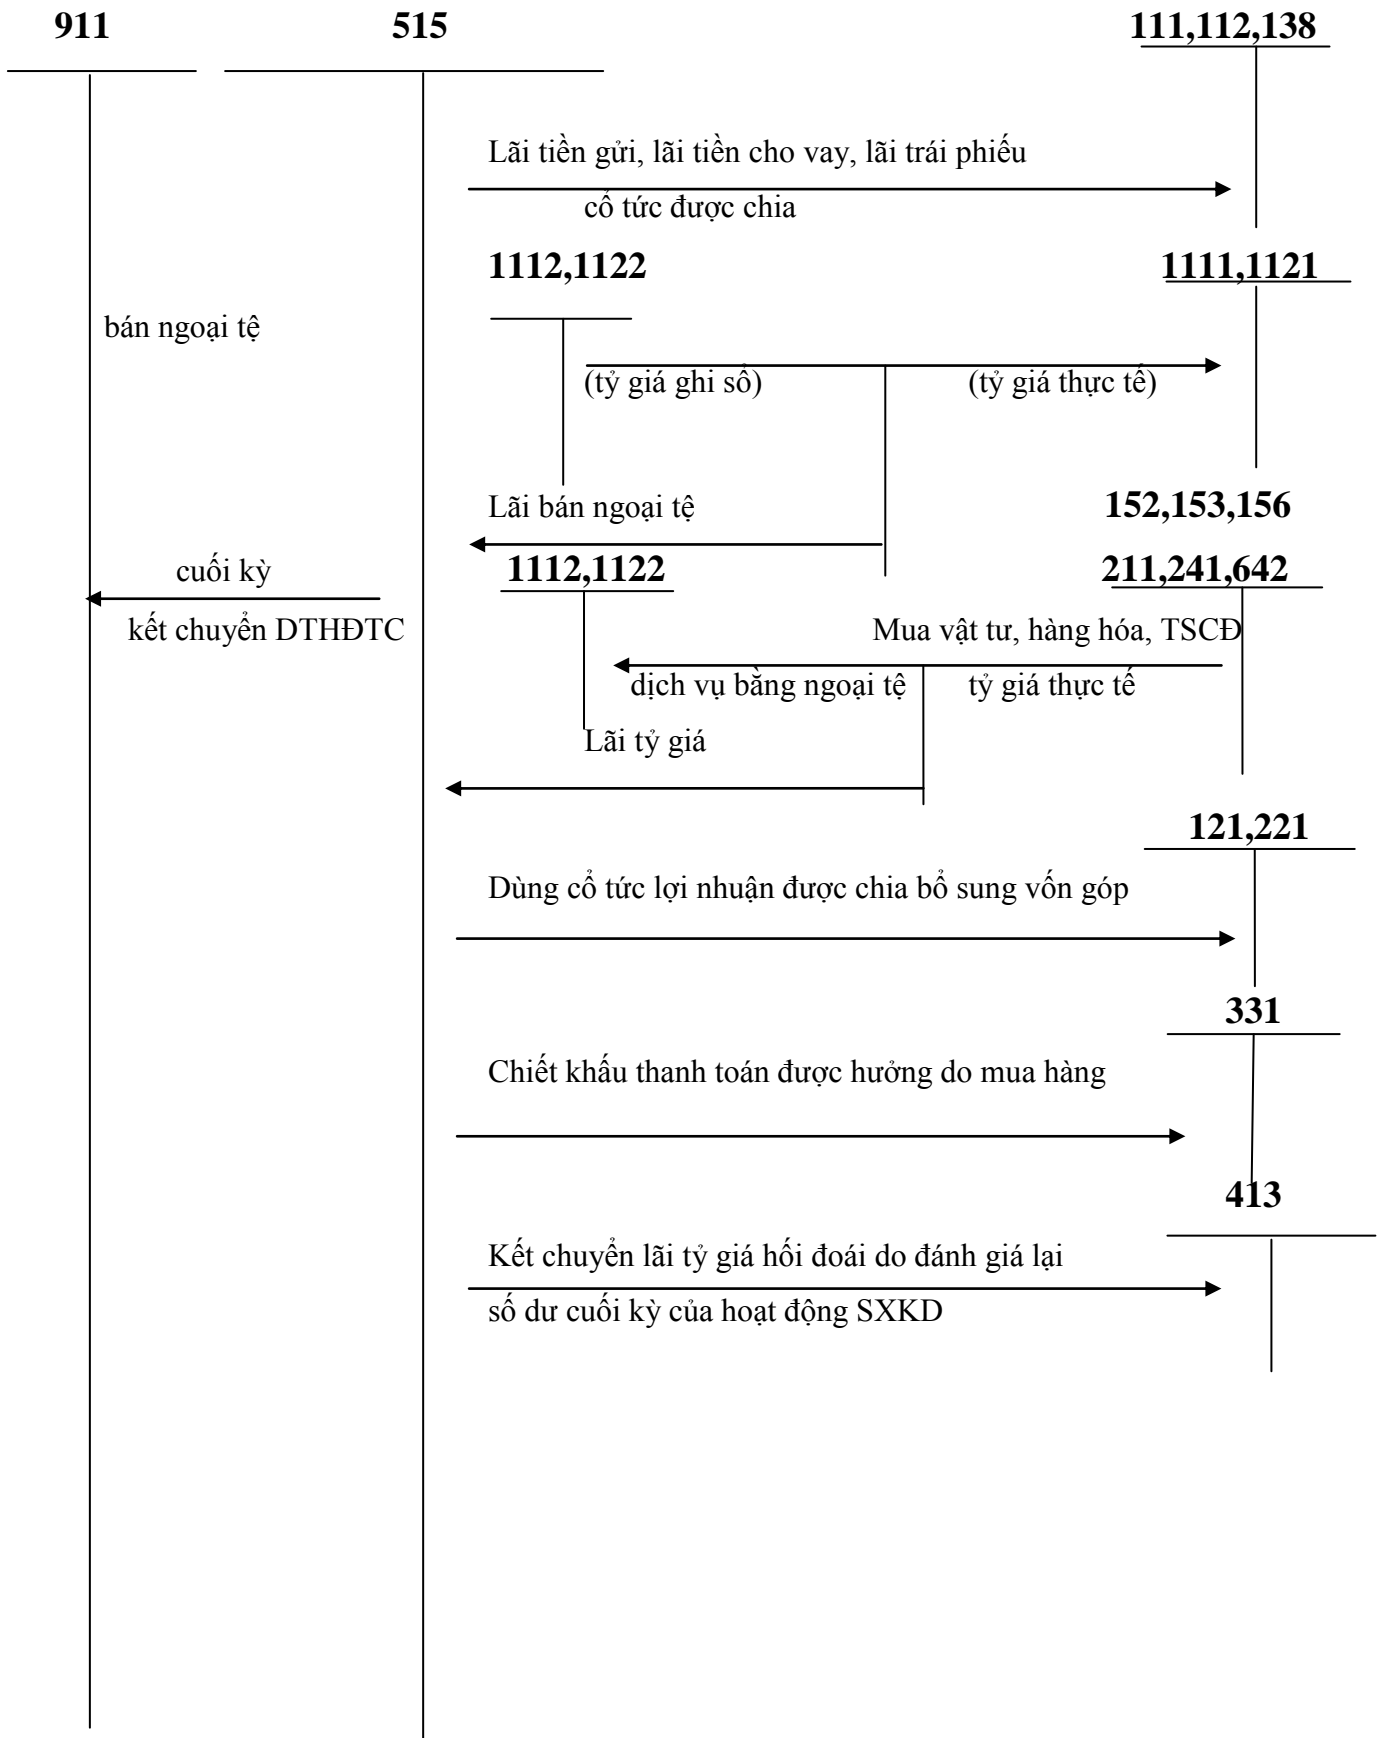 911 515 111,112,138
Lãi tiền gửi, lãi tiền cho vay, lãi trái phiếu
cổ tức được chia
1112,1122 1111,1121
bán ngoại tệ
(tỷ giá ghi sổ) (tỷ giá thực tế)
Lãi bán ngoại tệ 152,153,156
cuối kỳ 1112,1122 211,241,642
kết chuyển DTHĐTC Mua vật tư, hàng hóa, TSCĐ
dịch vụ bằng ngoại tệ tỷ giá thực tế
Lãi tỷ giá
121,221
Dùng cổ tức lợi nhuận được chia bổ sung vốn góp
331
Chiết khấu thanh toán được hưởng do mua hàng
413
Kết chuyển lãi tỷ giá hối đoái do đánh giá lại
số dư cuối kỳ của hoạt động SXKD